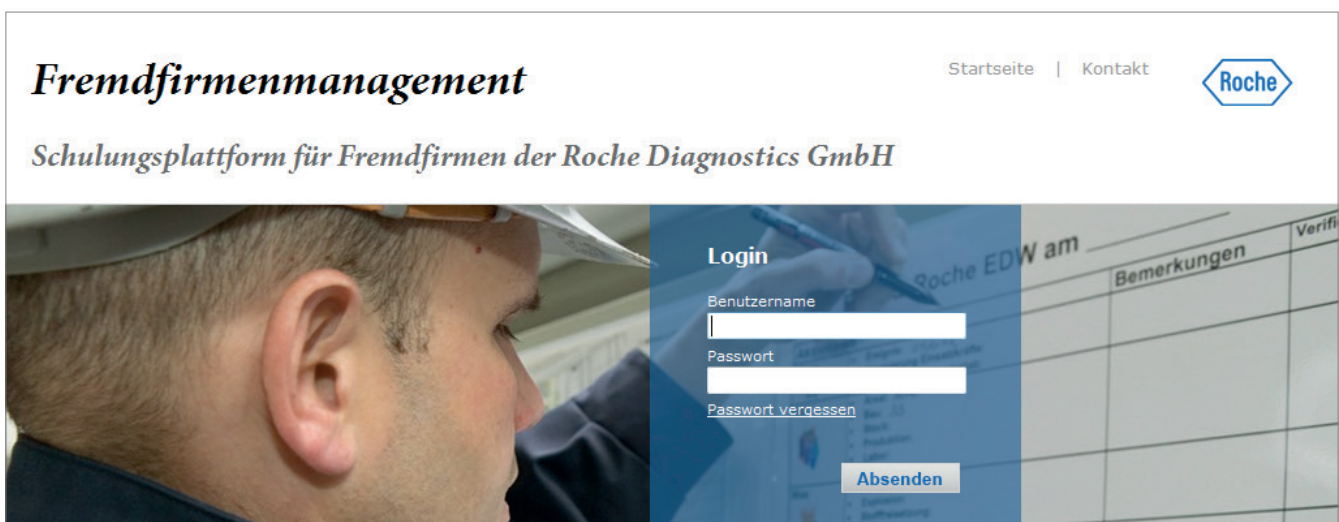 Fremdfirmenmanagement
Startseite | Kontakt
Roche
Schulungsplattform für Fremdfirmen der Roche Diagnostics GmbH
Login
Roche EDW am
Bemerkungen
Benutzername
Passwort
Passwort vergessen
Absenden